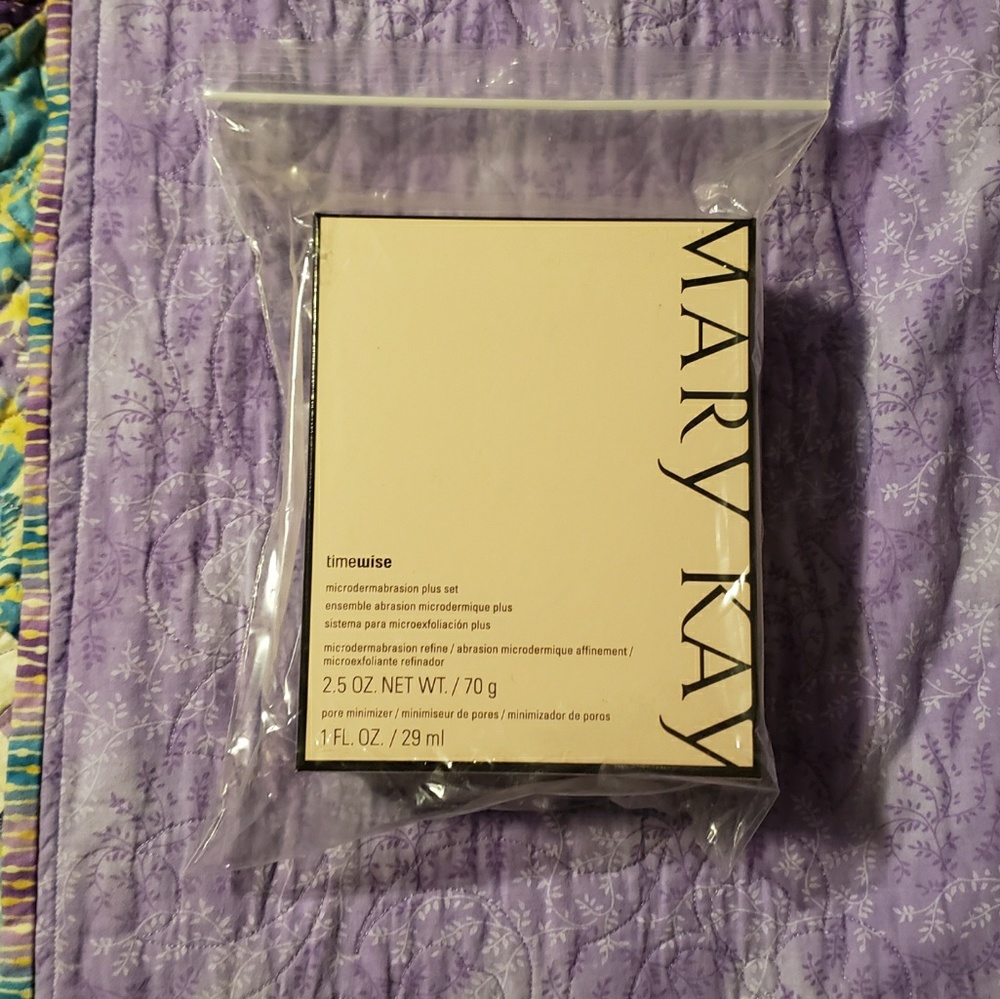 MARY KAY
timewise
microdermabrasion plus set
ensemble abrasion microdermique plus
sistema para microexfoliación plus
microdermabrasion refine / abrasion microdermique affinement /
microexfoliante refinador
2.5 OZ. NET WT. / 70 g
pore minimizer / minimiseur de pores / minimizador de poros
1 FL. OZ. / 29 ml